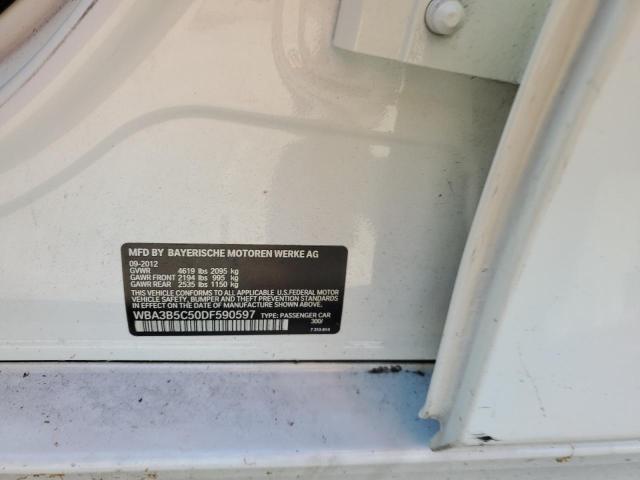 MFD BY BAYERISCHE MOTOREN WERKE AG
09-2012
GVWR 4619 lbs 2095 kg
GAWR FRONT 2194 lbs 995 kg
GAWR REAR 2535 lbs 1150 kg
THIS VEHICLE CONFORMS TO ALL APPLICABLE U.S.FEDERAL MOTOR
VEHICLE SAFETY, BUMPER AND THEFT PREVENTION STANDARDS
IN EFFECT ON THE DATE OF MANUFACTURE SHOWN ABOVE.
WBA3B5C50DF590597 TYPE: PASSENGER CAR
300/